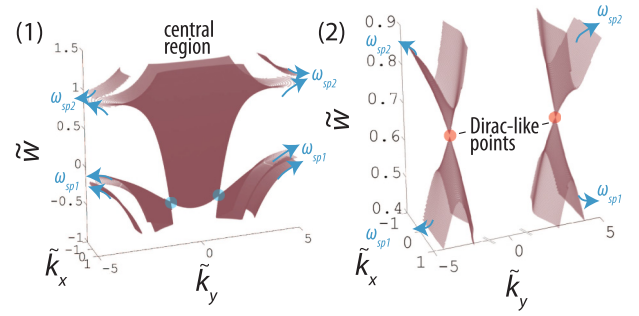 (1)
central
region
1.5
1
0.5
0
-0.5
-1
w̃
ω_sp2
ω_sp2
ω_sp1
ω_sp1
-1
0
1
-5
0
5
k̃_x
k̃_y
(2)
0.9
0.8
0.7
0.6
0.5
0.4
w̃
ω_sp2
ω_sp2
Dirac-like
points
ω_sp1
ω_sp1
-1
0
1
-5
0
5
k̃_x
k̃_y